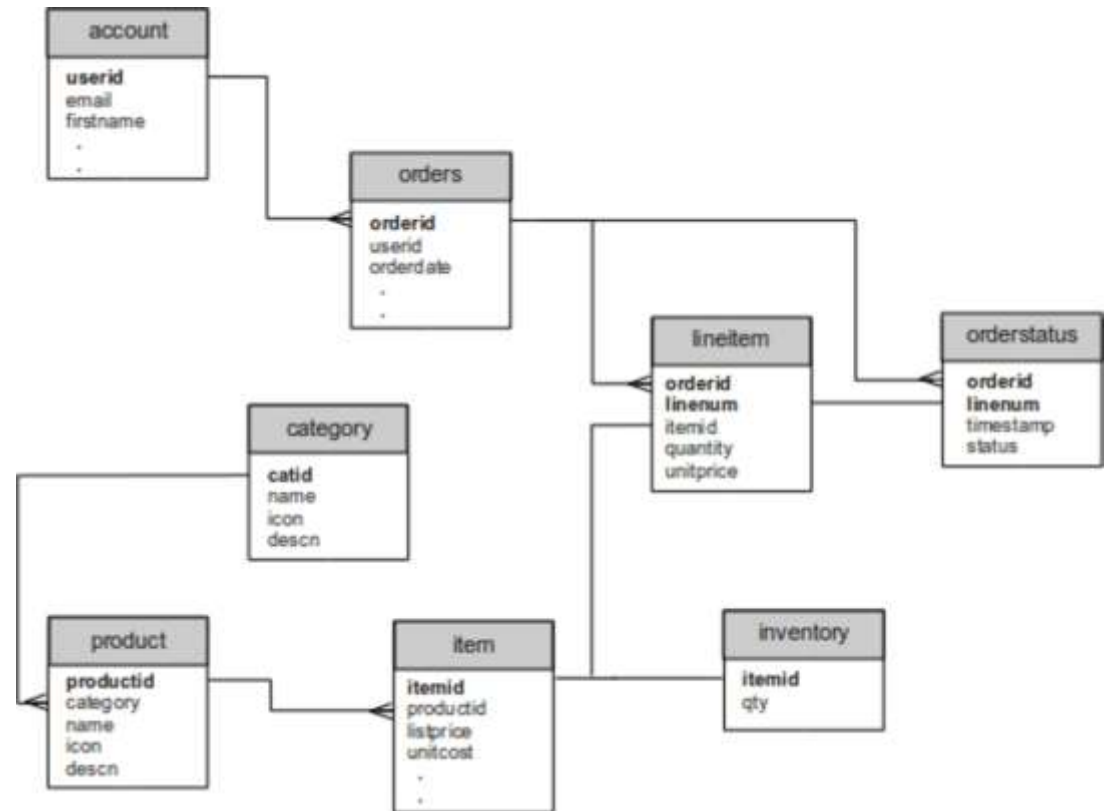 account
userid
email
firstname
.
.
orders
orderid
userid
orderdate
.
.
lineitem
orderid
linenum
itemid
quantity
unitprice
orderstatus
orderid
linenum
timestamp
status
category
catid
name
icon
descn
product
productid
category
name
icon
descn
item
itemid
productid
listprice
unitcost
.
.
inventory
itemid
qty